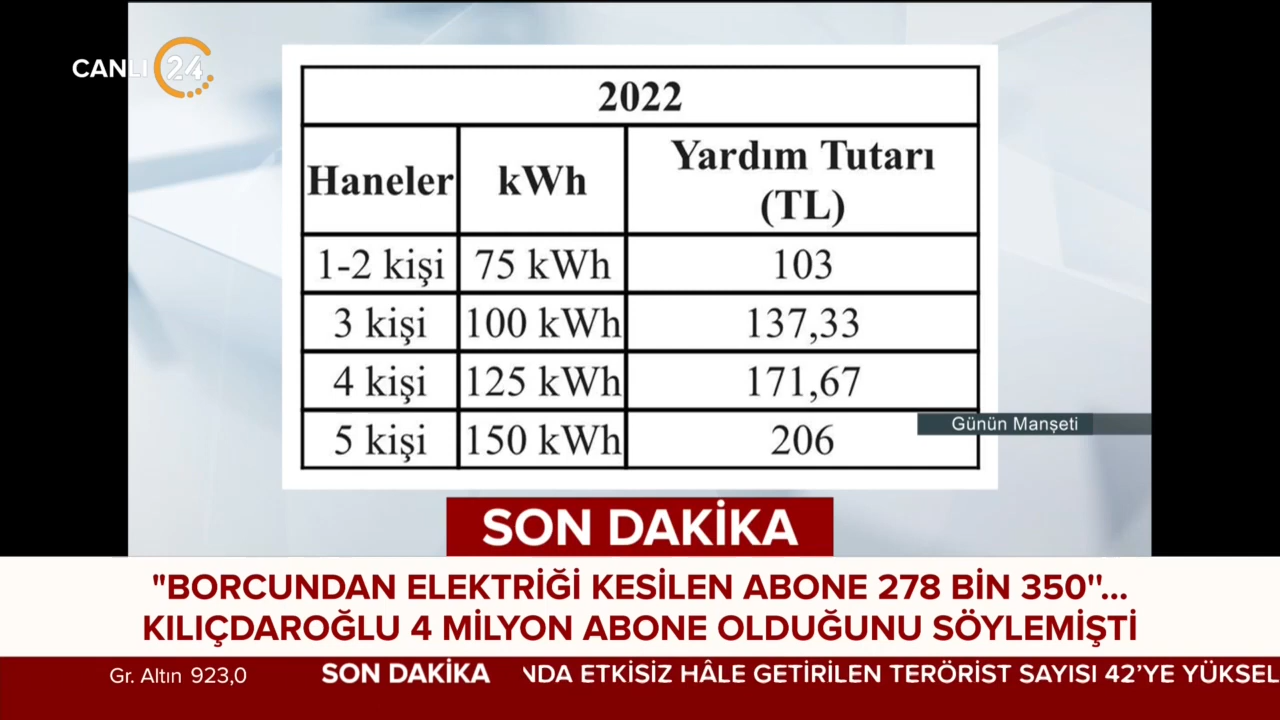 CANLI 24
2022
Haneler kWh Yardım Tutarı (TL)
1-2 kişi 75 kWh 103
3 kişi 100 kWh 137,33
4 kişi 125 kWh 171,67
5 kişi 150 kWh 206
Günün Manşeti
SON DAKİKA
"BORCUNDAN ELEKTRİĞİ KESİLEN ABONE 278 BİN 350"...
KILIÇDAROĞLU 4 MİLYON ABONE OLDUĞUNU SÖYLEMİŞTİ
Gr. Altın 923,0 SON DAKİKA NDA ETKİSİZ HÂLE GETİRİLEN TERÖRİST SAYISI 42'YE YÜKSEL